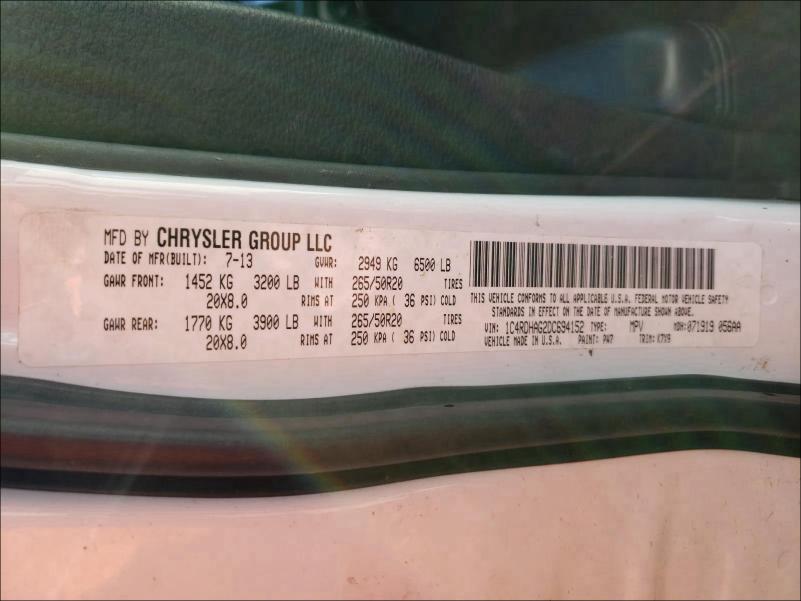 MFD BY CHRYSLER GROUP LLC
DATE OF MFR(BUILT): 7-13 GVWR: 2949 KG 6500 LB
GAWR FRONT: 1452 KG 3200 LB WITH 265/50R20 TIRES
20X8.0 RIMS AT 250 KPA ( 36 PSI) COLD
GAWR REAR: 1770 KG 3900 LB WITH 265/50R20 TIRES
20X8.0 RIMS AT 250 KPA ( 36 PSI) COLD
THIS VEHICLE CONFORMS TO ALL APPLICABLE U.S.A. FEDERAL MOTOR VEHICLE SAFETY
STANDARDS IN EFFECT ON THE DATE OF MANUFACTURE SHOWN ABOVE.
VIN: 1C4RDHAG2DC694152 TYPE: MPV MDH:071919 056AA
VEHICLE MADE IN U.S.A. PAINT: PW7 TRIM: K7X9